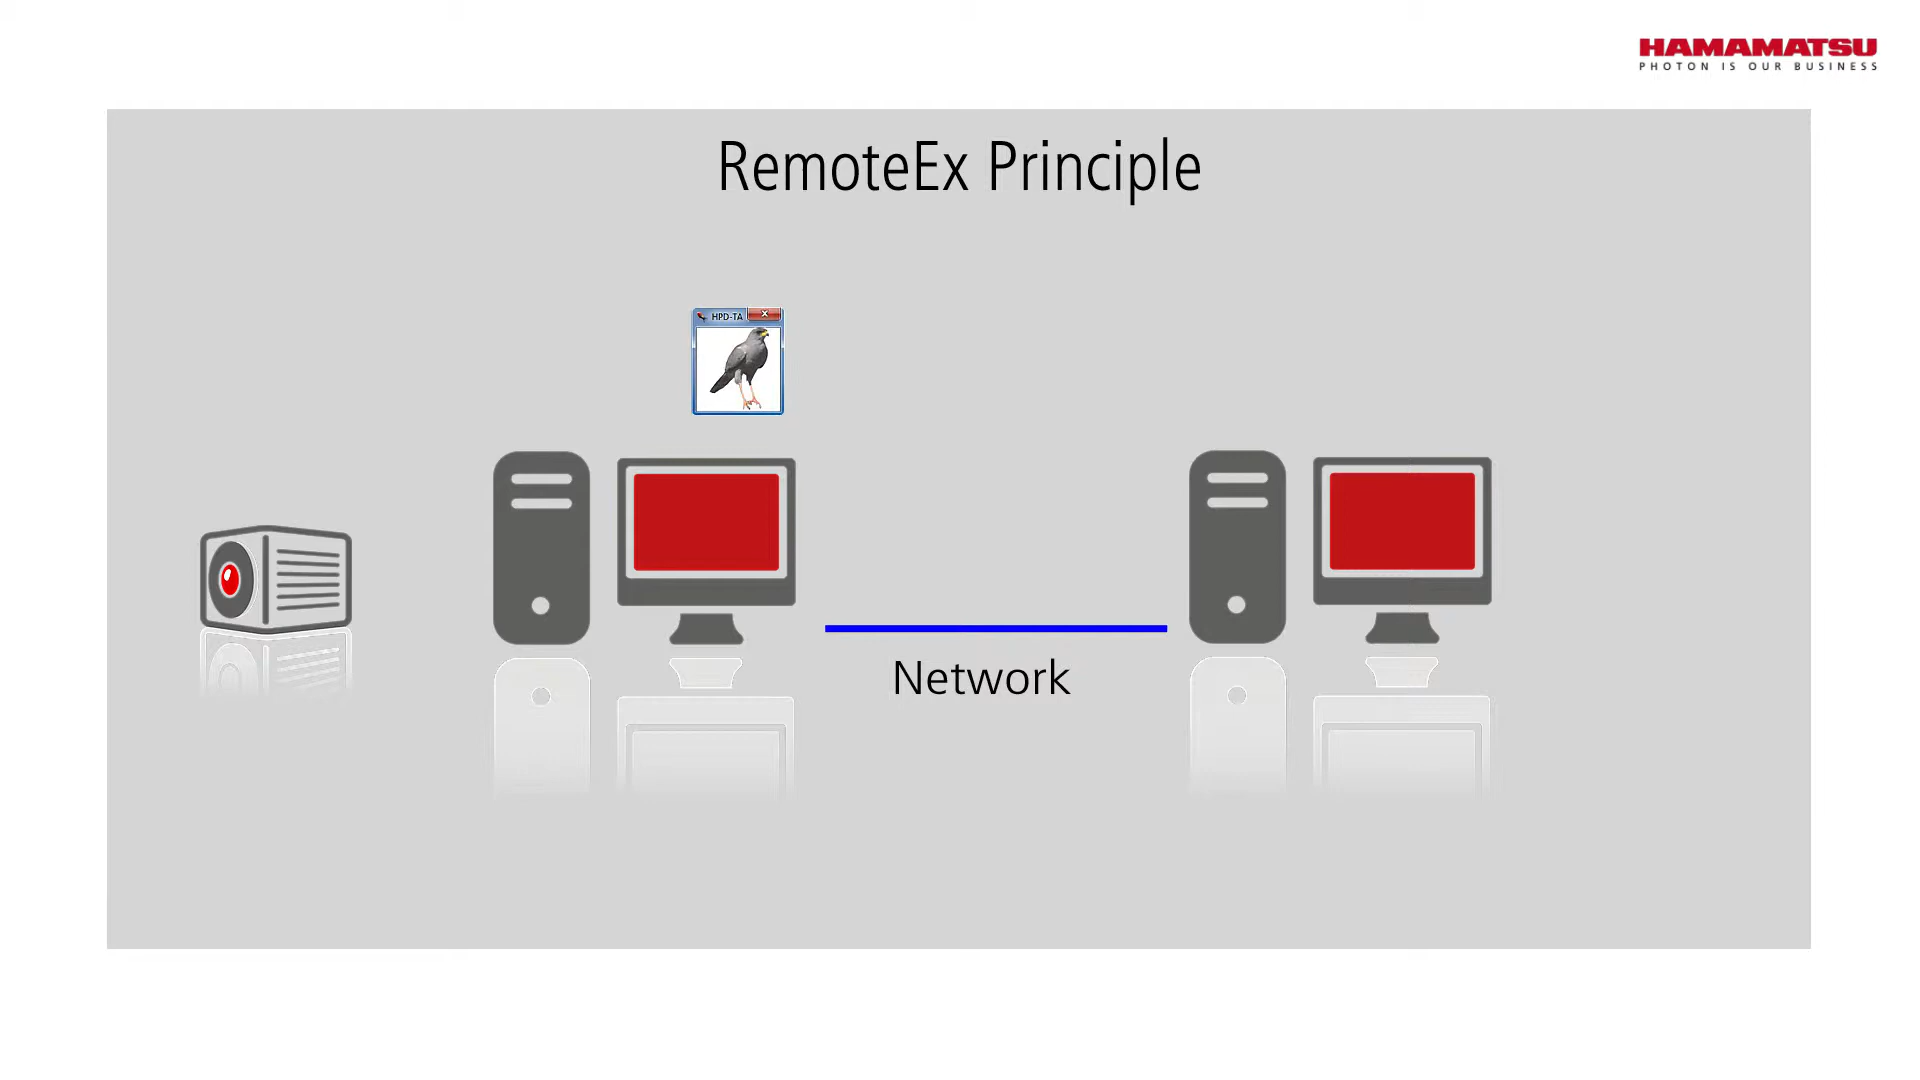 HAMAMATSU
PHOTON IS OUR BUSINESS
RemoteEx Principle
HPD-TA
Network